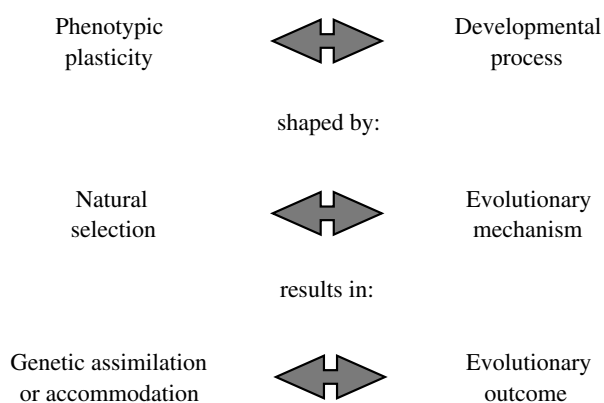 Phenotypic
plasticity
Developmental
process
shaped by:
Natural
selection
Evolutionary
mechanism
results in:
Genetic assimilation
or accommodation
Evolutionary
outcome